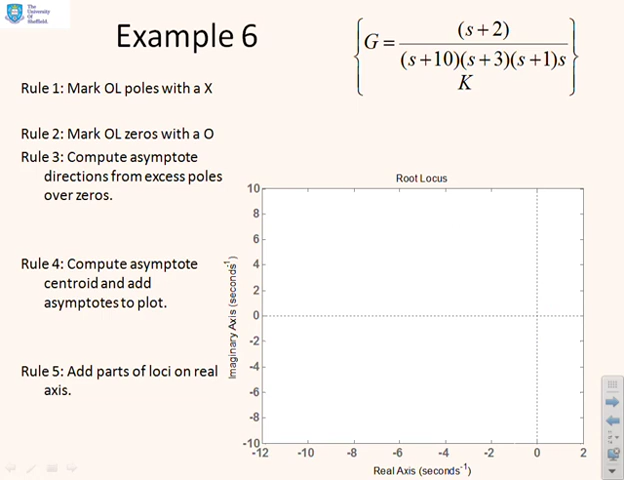 The
University
Of
Sheffield.
Example 6
G = (s+2)
(s+10)(s+3)(s+1)s
K
Rule 1: Mark OL poles with a X
Rule 2: Mark OL zeros with a O
Rule 3: Compute asymptote
directions from excess poles
over zeros.
Rule 4: Compute asymptote
centroid and add
asymptotes to plot.
Rule 5: Add parts of loci on real
axis.
Root Locus
Imaginary Axis (seconds⁻¹)
10
8
6
4
2
0
-2
-4
-6
-8
-10
-12 -10 -8 -6 -4 -2 0 2
Real Axis (seconds⁻¹)